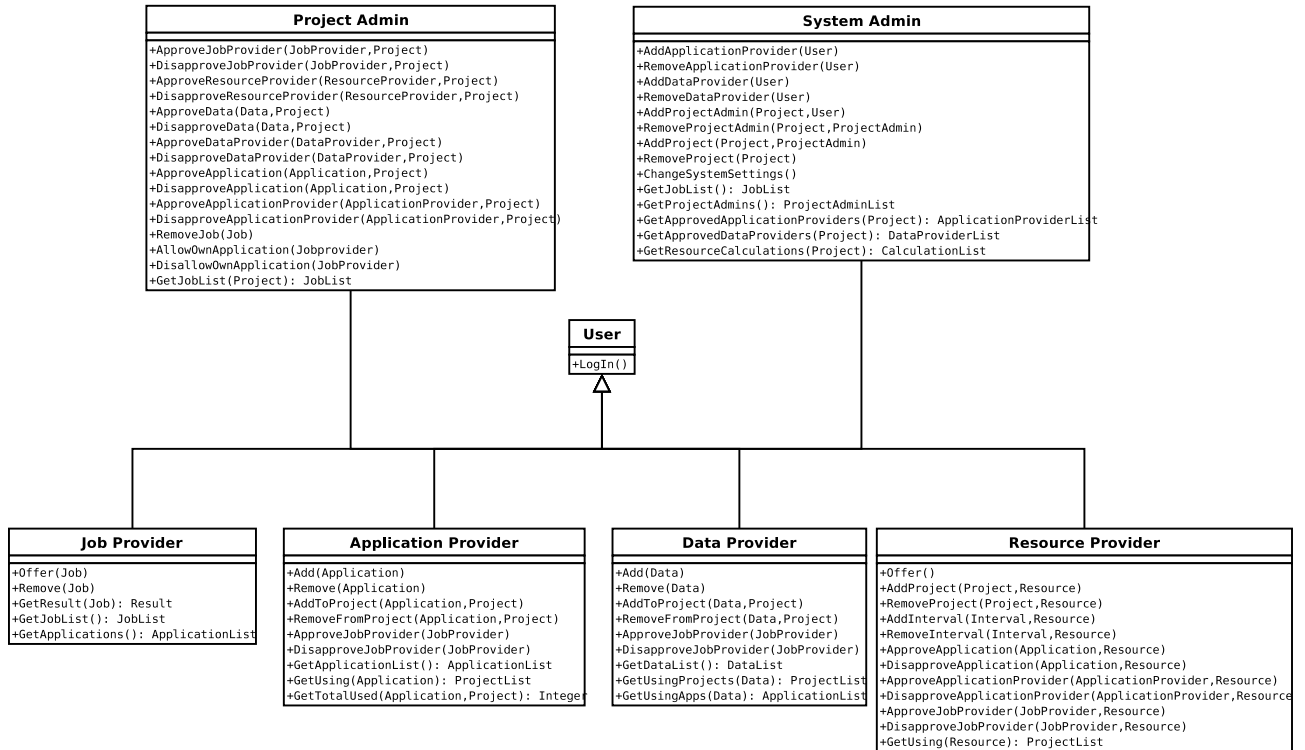 Project Admin
+ApproveJobProvider(JobProvider,Project)
+DisapproveJobProvider(JobProvider,Project)
+ApproveResourceProvider(ResourceProvider,Project)
+DisapproveResourceProvider(ResourceProvider,Project)
+ApproveData(Data,Project)
+DisapproveData(Data,Project)
+ApproveDataProvider(DataProvider,Project)
+DisapproveDataProvider(DataProvider,Project)
+ApproveApplication(Application,Project)
+DisapproveApplication(Application,Project)
+ApproveApplicationProvider(ApplicationProvider,Project)
+DisapproveApplicationProvider(ApplicationProvider,Project)
+RemoveJob(Job)
+AllowOwnApplication(Jobprovider)
+DisallowOwnApplication(JobProvider)
+GetJobList(Project): JobList
System Admin
+AddApplicationProvider(User)
+RemoveApplicationProvider(User)
+AddDataProvider(User)
+RemoveDataProvider(User)
+AddProjectAdmin(Project,User)
+RemoveProjectAdmin(Project,ProjectAdmin)
+AddProject(Project,ProjectAdmin)
+RemoveProject(Project)
+ChangeSystemSettings()
+GetJobList(): JobList
+GetProjectAdmins(): ProjectAdminList
+GetApprovedApplicationProviders(Project): ApplicationProviderList
+GetApprovedDataProviders(Project): DataProviderList
+GetResourceCalculations(Project): CalculationList
User
+LogIn()
Job Provider
+Offer(Job)
+Remove(Job)
+GetResult(Job): Result
+GetJobList(): JobList
+GetApplications(): ApplicationList
Application Provider
+Add(Application)
+Remove(Application)
+AddToProject(Application,Project)
+RemoveFromProject(Application,Project)
+ApproveJobProvider(JobProvider)
+DisapproveJobProvider(JobProvider)
+GetApplicationList(): ApplicationList
+GetUsing(Application): ProjectList
+GetTotalUsed(Application,Project): Integer
Data Provider
+Add(Data)
+Remove(Data)
+AddToProject(Data,Project)
+RemoveFromProject(Data,Project)
+ApproveJobProvider(JobProvider)
+DisapproveJobProvider(JobProvider)
+GetDataList(): DataList
+GetUsingProjects(Data): ProjectList
+GetUsingApps(Data): ApplicationList
Resource Provider
+Offer()
+AddProject(Project,Resource)
+RemoveProject(Project,Resource)
+AddInterval(Interval,Resource)
+RemoveInterval(Interval,Resource)
+ApproveApplication(Application,Resource)
+DisapproveApplication(Application,Resource)
+ApproveApplicationProvider(ApplicationProvider,Resource)
+DisapproveApplicationProvider(ApplicationProvider,Resource
+ApproveJobProvider(JobProvider,Resource)
+DisapproveJobProvider(JobProvider,Resource)
+GetUsing(Resource): ProjectList